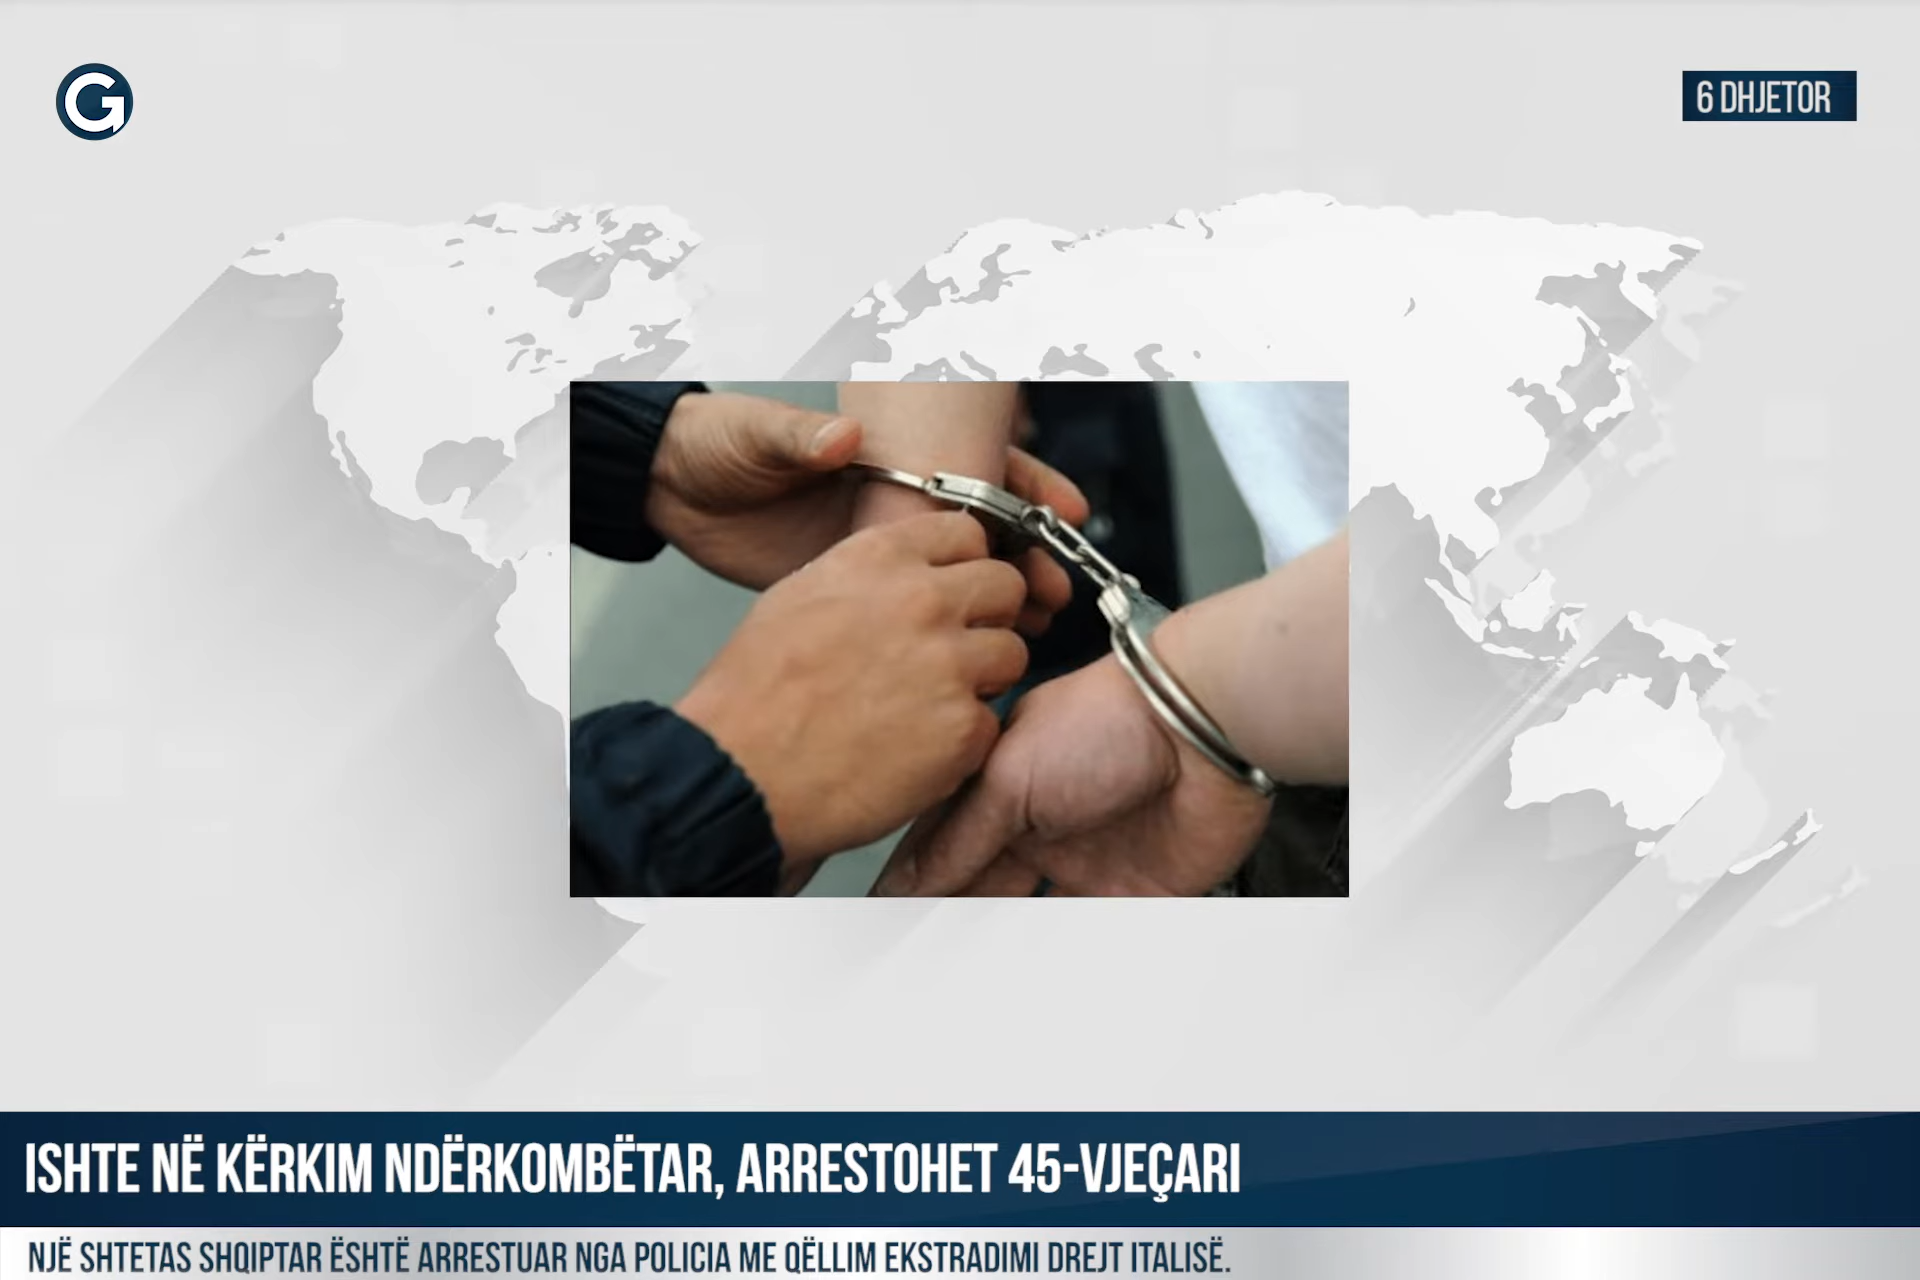 G
6 DHJETOR
ISHTE NË KËRKIM NDËRKOMBËTAR, ARRESTOHET 45-VJEÇARI
NJË SHTETAS SHQIPTAR ËSHTË ARRESTUAR NGA POLICIA ME QËLLIM EKSTRADIMI DREJT ITALISË.